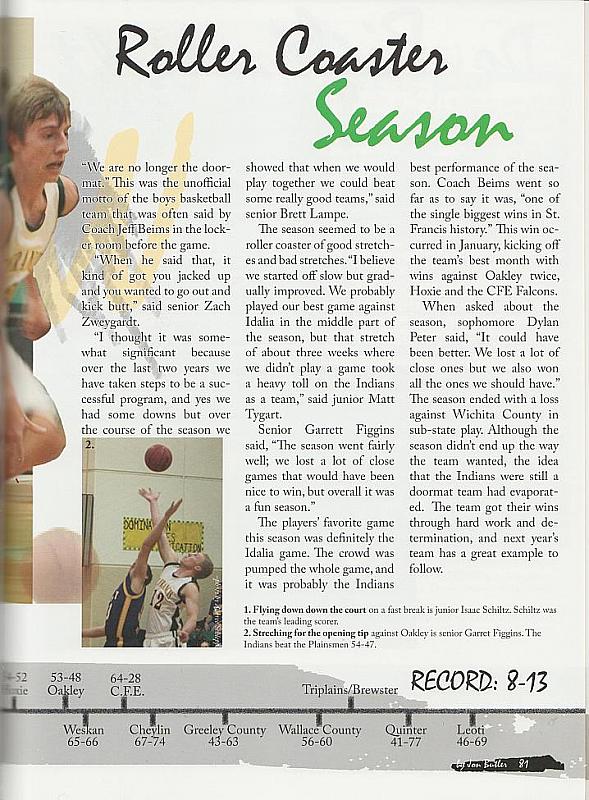 Roller Coaster
Season
"We are no longer the door-
mat." This was the unofficial
motto of the boys basketball
team that was often said by
Coach Jeff Beims in the lock-
er room before the game.
"When he said that, it
kind of got you jacked up
and you wanted to go out and
kick butt," said senior Zach
Zweygardt.
"I thought it was some-
what significant because
over the last two years we
have taken steps to be a suc-
cessful program, and yes we
had some downs but over
the course of the season we
showed that when we would
play together we could beat
some really good teams," said
senior Brett Lampe.
The season seemed to be a
roller coaster of good stretch-
es and bad stretches. "I believe
we started off slow but grad-
ually improved. We probably
played our best game against
Idalia in the middle part of
the season, but that stretch
of about three weeks where
we didn't play a game took
a heavy toll on the Indians
as a team," said junior Matt
Tygart.
Senior Garrett Figgins
said, "The season went fairly
well; we lost a lot of close
games that would have been
nice to win, but overall it was
a fun season."
The players' favorite game
this season was definitely the
Idalia game. The crowd was
pumped the whole game, and
it was probably the Indians
best performance of the sea-
son. Coach Beims went so
far as to say it was, "one of
the single biggest wins in St.
Francis history." This win oc-
curred in January, kicking off
the team's best month with
wins against Oakley twice,
Hoxie and the CFE Falcons.
When asked about the
season, sophomore Dylan
Peter said, "It could have
been better. We lost a lot of
close ones but we also won
all the ones we should have."
The season ended with a loss
against Wichita County in
sub-state play. Although the
season didn't end up the way
the team wanted, the idea
that the Indians were still a
doormat team had evaporat-
ed. The team got their wins
through hard work and de-
termination, and next year's
team has a great example to
follow.
2.
12
1. Flying down down the court on a fast break is junior Isaac Schiltz. Schiltz was
the team's leading scorer.
2. Streching for the opening tip against Oakley is senior Garret Figgins. The
Indians beat the Plainsmen 54-47.
RECORD: 8-13
53-48
Oakley
64-28
C.F.E.
Triplains/Brewster
Weskan
65-66
Cheylin
67-74
Greeley County
43-63
Wallace County
56-60
Quinter
41-77
Leoti
46-69
by Jon Butler 81